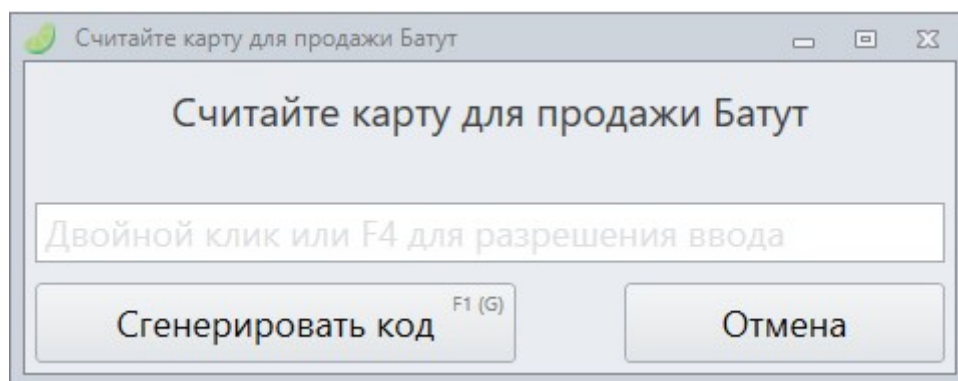 Считайте карту для продажи Батут
Считайте карту для продажи Батут
Двойной клик или F4 для разрешения ввода
Сгенерировать код F1 (G) Отмена